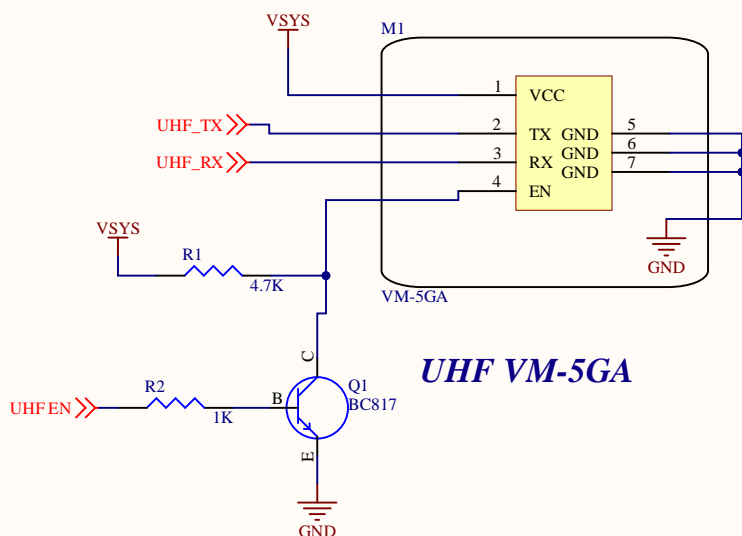 VSYS
M1
1
VCC
UHF_TX
2
TX
GND
5
GND
6
UHF_RX
3
RX
GND
7
4
EN
VSYS
R1
4.7K
GND
VM-5GA
C
UHF VM-5GA
R2
Q1
UHFEN
1K
B
BC817
E
GND